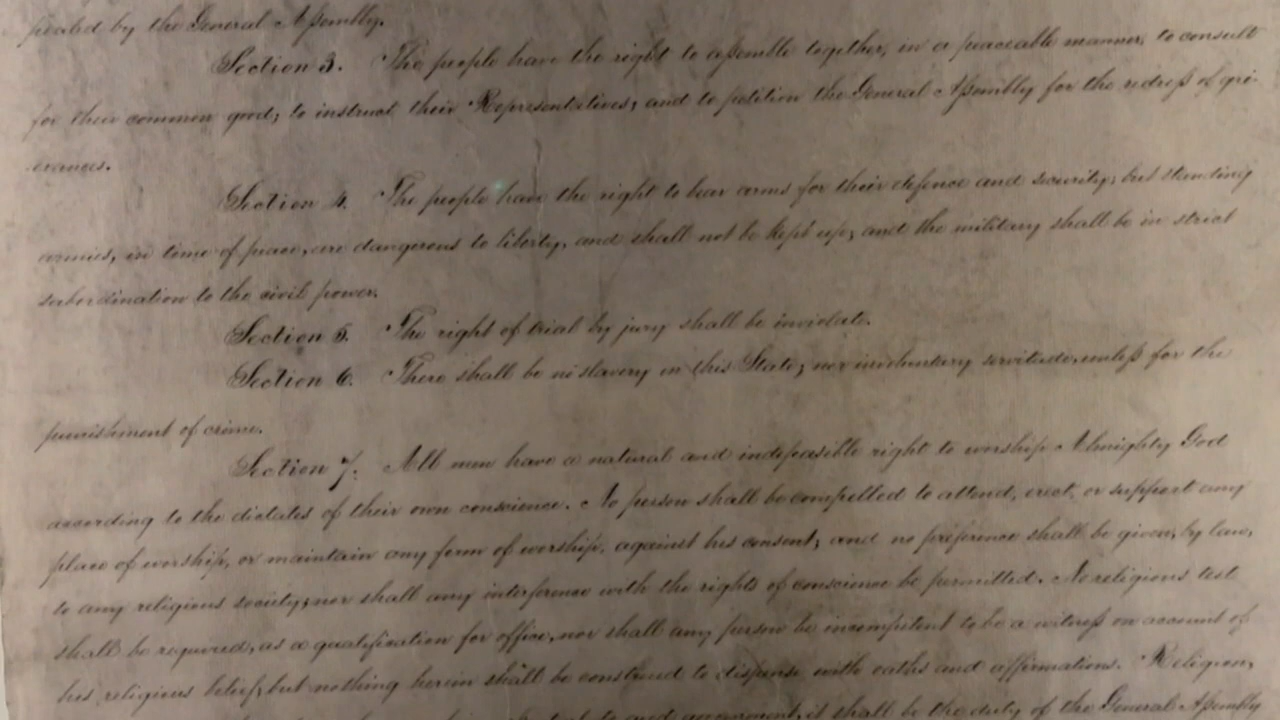 pealed by the General Assembly.
Section 3. The people have the right to assemble together, in a peaceable manner, to consult
for their common good; to instruct their Representatives; and to petition the General Assembly for the redress of gri-
evances.
Section 4. The people have the right to bear arms for their defence and security; but standing
armies, in time of peace, are dangerous to liberty, and shall not be kept up; and the military shall be in strict
subordination to the civil power.
Section 5. The right of trial by jury shall be inviolate.
Section 6. There shall be no slavery in this State; nor involuntary servitude, unless for the
punishment of crime.
Section 7. All men have a natural and indefeasible right to worship Almighty God
according to the dictates of their own conscience. No person shall be compelled to attend, erect, or support any
place of worship, or maintain any form of worship, against his consent; and no preference shall be given, by law,
to any religious society; nor shall any interference with the rights of conscience be permitted. No religious test
shall be required, as a qualification for office, nor shall any person be incompetent to be a witness on account of
his religious belief; but nothing herein shall be construed to dispense with oaths and affirmations. Religion,
it shall be the duty of the General Assembly